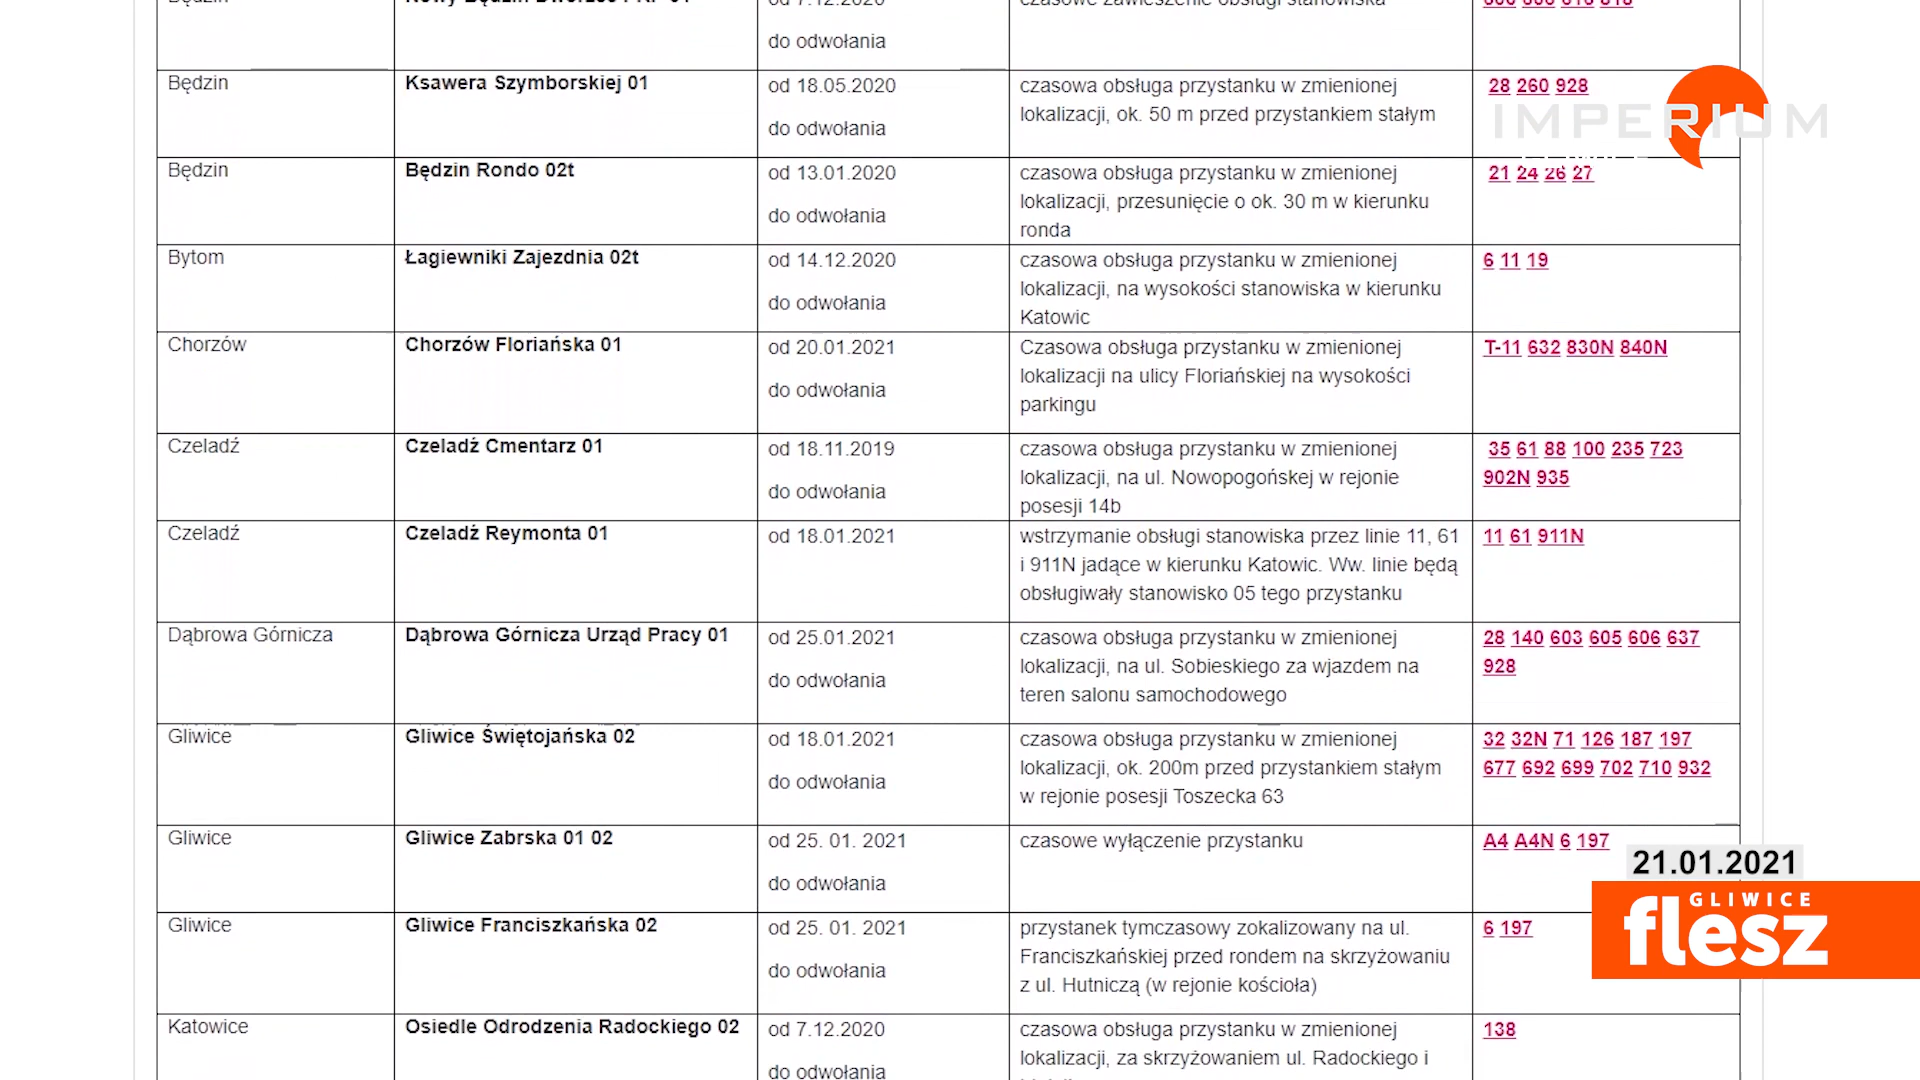 do odwołania
Będzin
Ksawera Szymborskiej 01
od 18.05.2020
do odwołania
czasowa obsługa przystanku w zmienionej
lokalizacji, ok. 50 m przed przystankiem stałym
28 260 928
IMPERIUM
Będzin
Będzin Rondo 02t
od 13.01.2020
do odwołania
czasowa obsługa przystanku w zmienionej
lokalizacji, przesunięcie o ok. 30 m w kierunku
ronda
21 24 26 27
Bytom
Łagiewniki Zajezdnia 02t
od 14.12.2020
do odwołania
czasowa obsługa przystanku w zmienionej
lokalizacji, na wysokości stanowiska w kierunku
Katowic
6 11 19
Chorzów
Chorzów Floriańska 01
od 20.01.2021
do odwołania
Czasowa obsługa przystanku w zmienionej
lokalizacji na ulicy Floriańskiej na wysokości
parkingu
T-11 632 830N 840N
Czeladź
Czeladź Cmentarz 01
od 18.11.2019
do odwołania
czasowa obsługa przystanku w zmienionej
lokalizacji, na ul. Nowopogońskej w rejonie
posesji 14b
35 61 88 100 235 723
902N 935
Czeladź
Czeladź Reymonta 01
od 18.01.2021
wstrzymanie obsługi stanowiska przez linie 11, 61
i 911N jadące w kierunku Katowic. Ww. linie będą
obsługiwały stanowisko 05 tego przystanku
11 61 911N
Dąbrowa Górnicza
Dąbrowa Górnicza Urząd Pracy 01
od 25.01.2021
do odwołania
czasowa obsługa przystanku w zmienionej
lokalizacji, na ul. Sobieskiego za wjazdem na
teren salonu samochodowego
28 140 603 605 606 637
928
Gliwice
Gliwice Świętojańska 02
od 18.01.2021
do odwołania
czasowa obsługa przystanku w zmienionej
lokalizacji, ok. 200m przed przystankiem stałym
w rejonie posesji Toszecka 63
32 32N 71 126 187 197
677 692 699 702 710 932
Gliwice
Gliwice Zabrska 01 02
od 25. 01. 2021
do odwołania
czasowe wyłączenie przystanku
A4 A4N 6 197
21.01.2021
GLIWICE
flesz
Gliwice
Gliwice Franciszkańska 02
od 25. 01. 2021
do odwołania
przystanek tymczasowy zokalizowany na ul.
Franciszkańskiej przed rondem na skrzyżowaniu
z ul. Hutniczą (w rejonie kościoła)
6 197
Katowice
Osiedle Odrodzenia Radockiego 02
od 7.12.2020
do odwołania
czasowa obsługa przystanku w zmienionej
lokalizacji, za skrzyżowaniem ul. Radockiego i
138